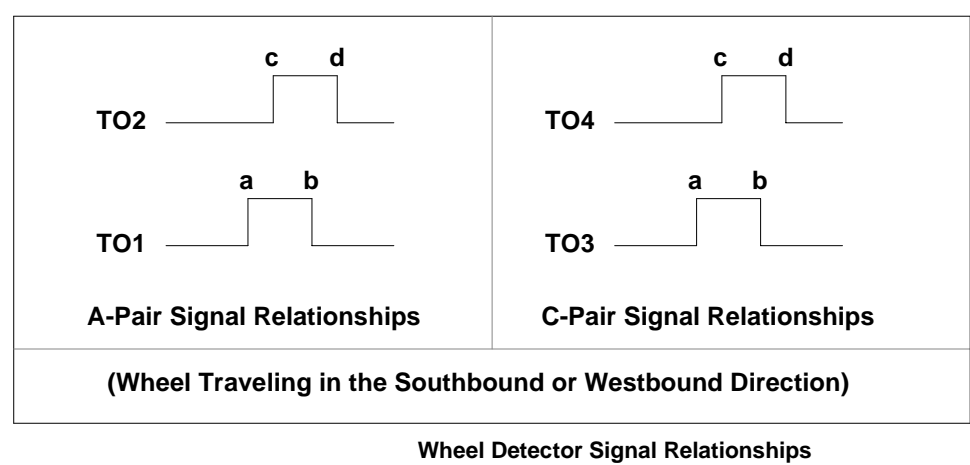 c d c d
TO2 TO4
a b a b
TO1 TO3
A-Pair Signal Relationships C-Pair Signal Relationships
(Wheel Traveling in the Southbound or Westbound Direction)
Wheel Detector Signal Relationships